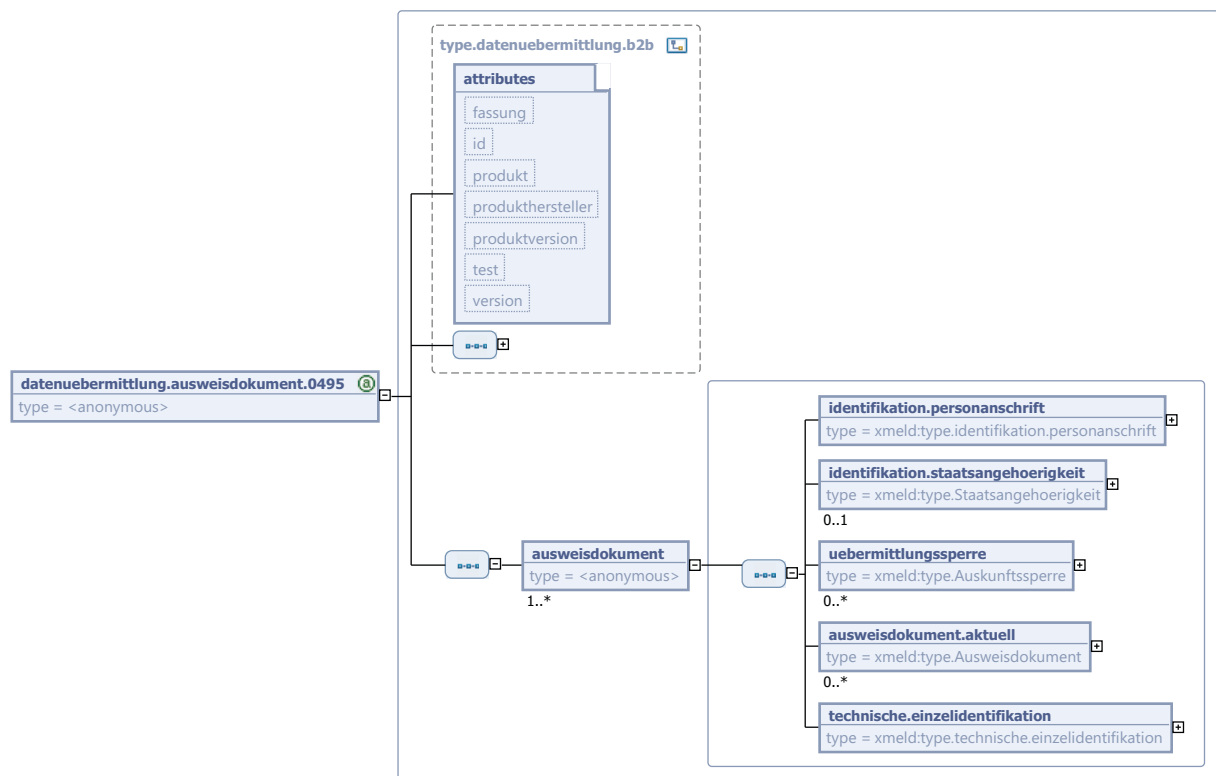 type.datenuebermittlung.b2b
attributes
fassung
id
produkt
produkthersteller
produktversion
test
version
datenuebermittlung.ausweisdokument.0495
type = <anonymous>
ausweisdokument
type = <anonymous>
1..*
identifikation.personanschrift
type = xmeld:type.identifikation.personanschrift
identifikation.staatsangehoerigkeit
type = xmeld:type.Staatsangehoerigkeit
0..1
uebermittlungssperre
type = xmeld:type.Auskunftssperre
0..*
ausweisdokument.aktuell
type = xmeld:type.Ausweisdokument
0..*
technische.einzelidentifikation
type = xmeld:type.technische.einzelidentifikation